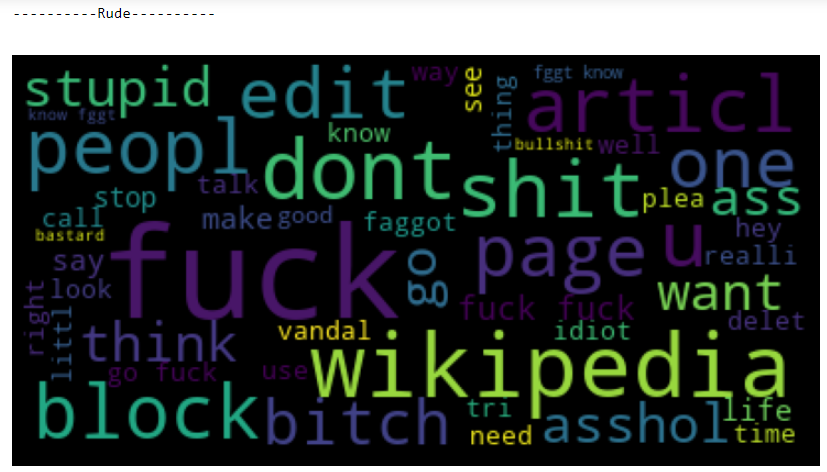 ----------Rude----------
stupid
edit
way
see
thing
fggt know
articl
know fggt
peopl
know
dont
bullshit
well
one
shit
plea
ass
stop
talk
call
make
good
faggot
bastard
fuck
go
page
u
hey
realli
say
look
right
littl
want
fuck fuck
delet
think
vandal
idiot
wikipedia
go fuck
use
block
bitch
tri
need
asshol
life
time